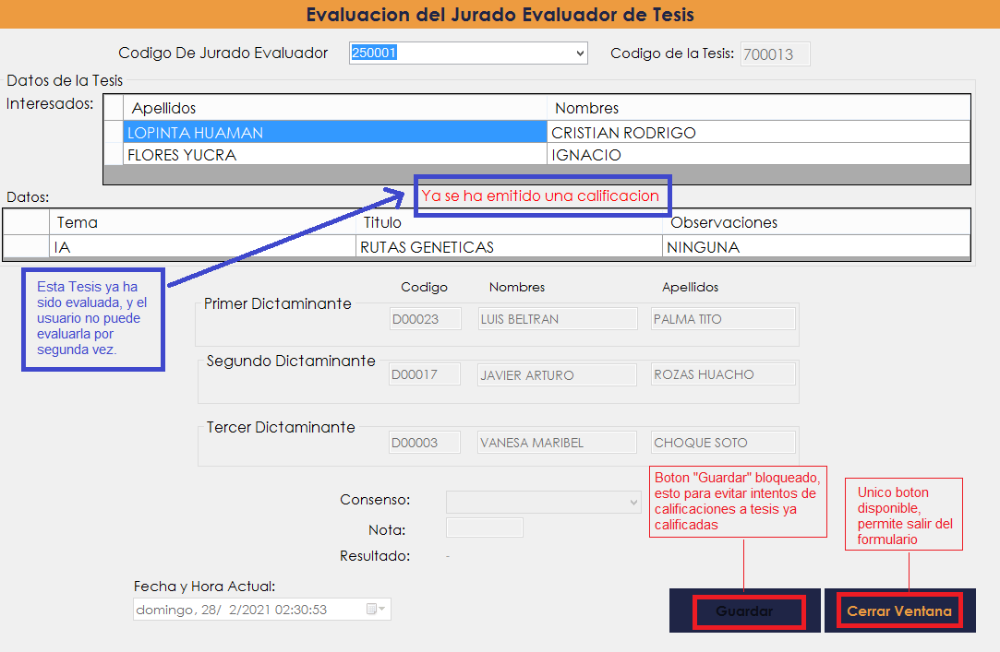 Evaluacion del Jurado Evaluador de Tesis
Codigo De Jurado Evaluador 250001 Codigo de la Tesis: 700013
Datos de la Tesis
Interesados:
Apellidos Nombres
LOPINTA HUAMAN CRISTIAN RODRIGO
FLORES YUCRA IGNACIO
Ya se ha emitido una calificacion
Datos:
Tema Titulo Observaciones
IA RUTAS GENETICAS NINGUNA
Esta Tesis ya ha
sido evaluada, y el
usuario no puede
evaluarla por
segunda vez.
Codigo Nombres Apellidos
Primer Dictaminante
D00023 LUIS BELTRAN PALMA TITO
Segundo Dictaminante
D00017 JAVIER ARTURO ROZAS HUACHO
Tercer Dictaminante
D00003 VANESA MARIBEL CHOQUE SOTO
Boton "Guardar" bloqueado,
esto para evitar intentos de
calificaciones a tesis ya
calificadas
Unico boton
disponible,
permite salir del
formulario
Consenso:
Nota:
Resultado: -
Fecha y Hora Actual:
domingo, 28/ 2/2021 02:30:53
Guardar
Cerrar Ventana